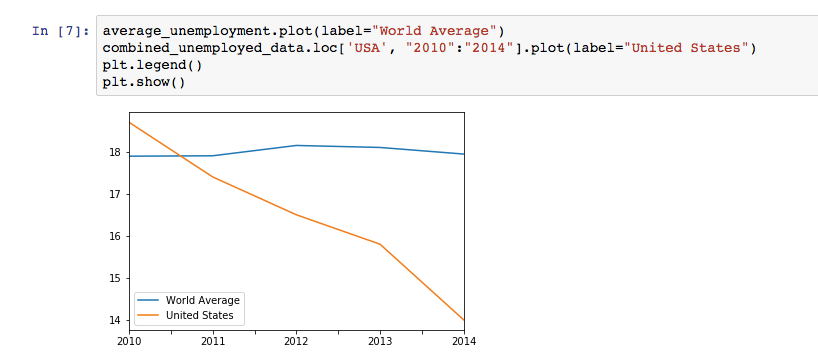 In [7]: average_unemployment.plot(label="World Average")
combined_unemployed_data.loc['USA', "2010":"2014"].plot(label="United States")
plt.legend()
plt.show()
18
17
16
15
14
World Average
United States
2010 2011 2012 2013 2014